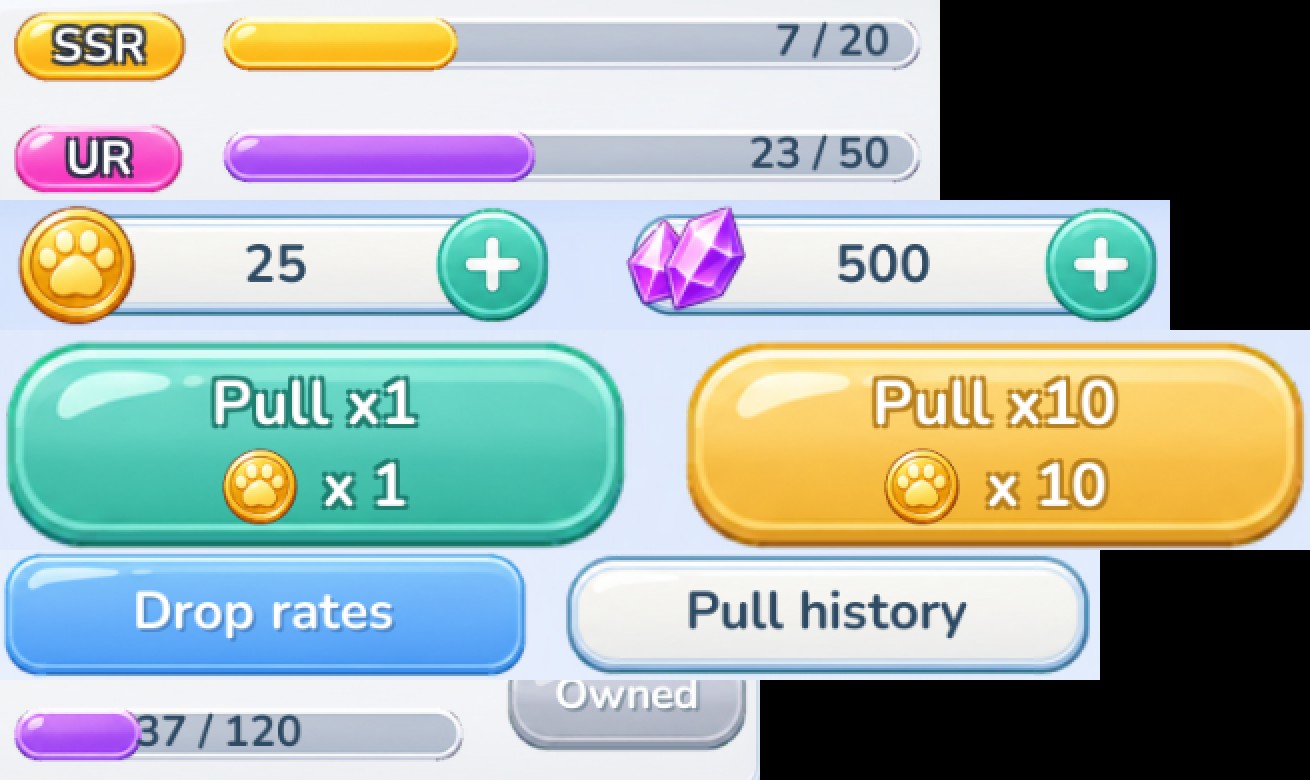 SSR 7 / 20
UR 23 / 50
25 500
Pull x1 Pull x10
x 1 x 10
Drop rates Pull history
Owned
37 / 120